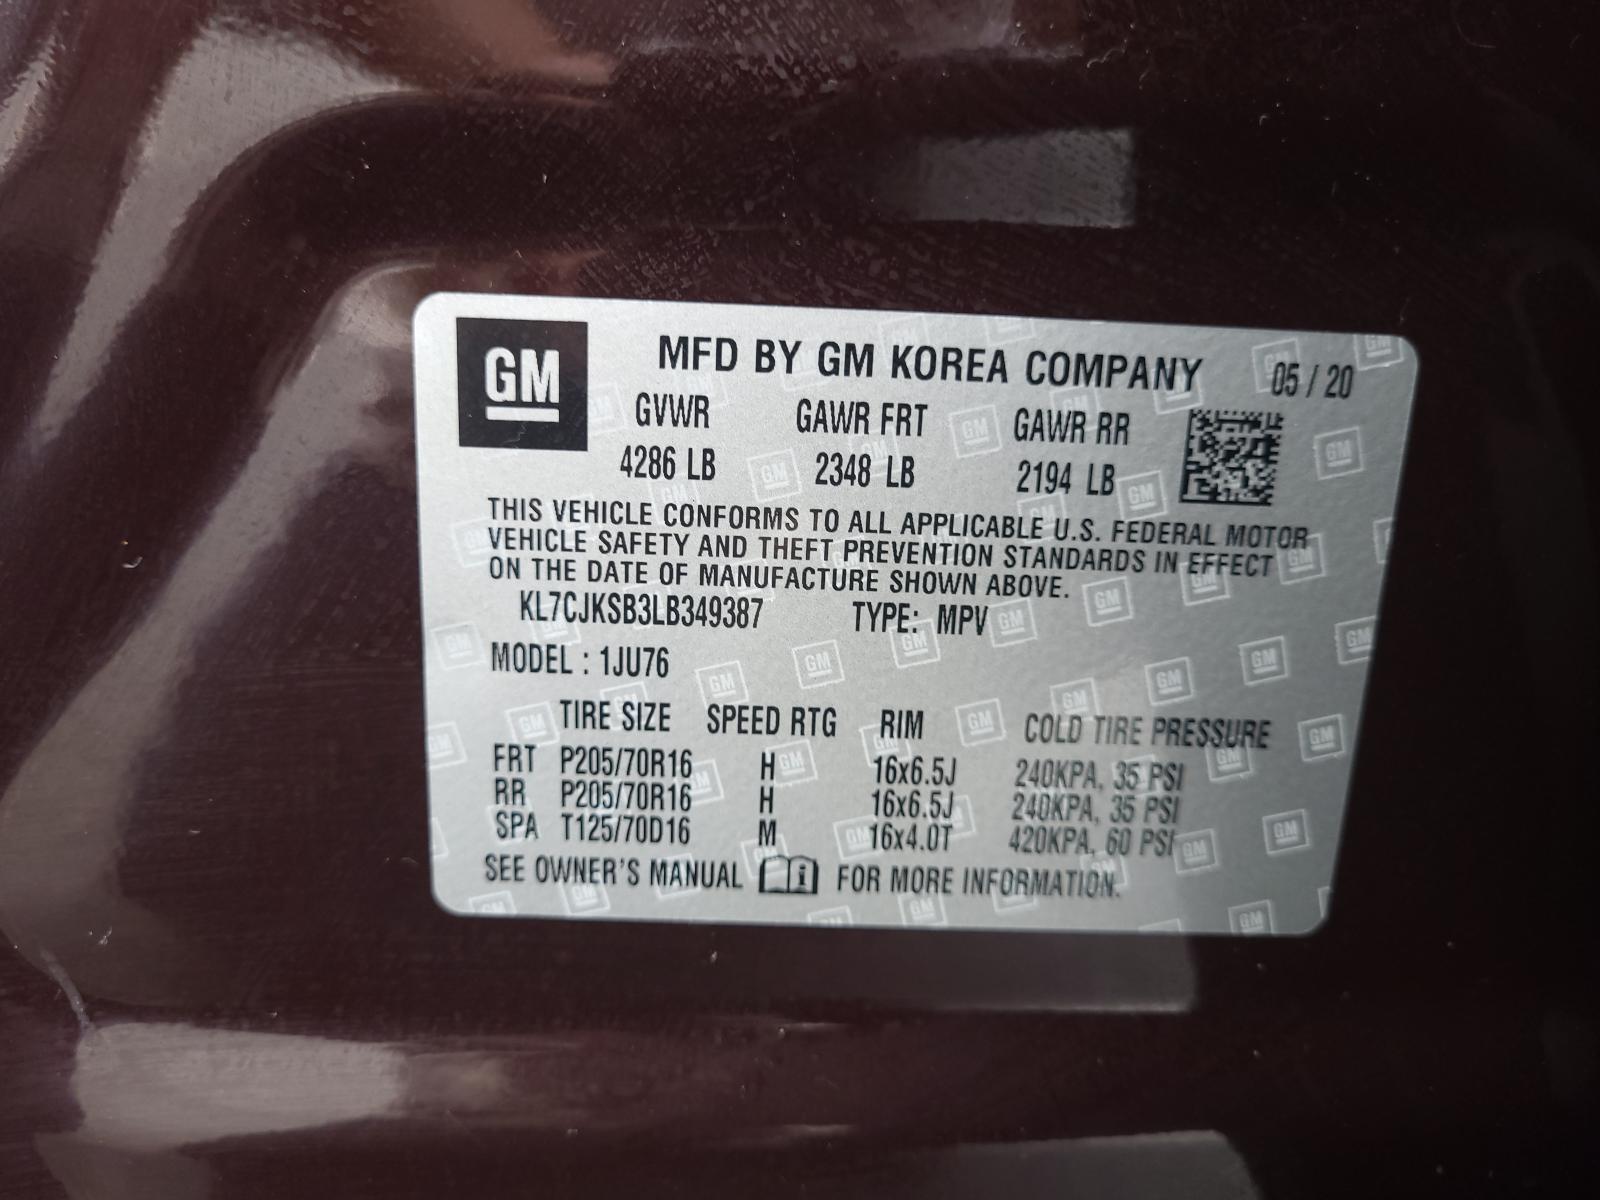 GM
MFD BY GM KOREA COMPANY 05 / 20
GVWR GAWR FRT GAWR RR
4286 LB 2348 LB 2194 LB
THIS VEHICLE CONFORMS TO ALL APPLICABLE U.S. FEDERAL MOTOR
VEHICLE SAFETY AND THEFT PREVENTION STANDARDS IN EFFECT
ON THE DATE OF MANUFACTURE SHOWN ABOVE.
KL7CJKSB3LB349387 TYPE: MPV
MODEL : 1JU76
TIRE SIZE SPEED RTG RIM COLD TIRE PRESSURE
FRT P205/70R16 H 16x6.5J 240KPA, 35 PSI
RR P205/70R16 H 16x6.5J 240KPA, 35 PSI
SPA T125/70D16 M 16x4.0T 420KPA, 60 PSI
SEE OWNER'S MANUAL i FOR MORE INFORMATION.